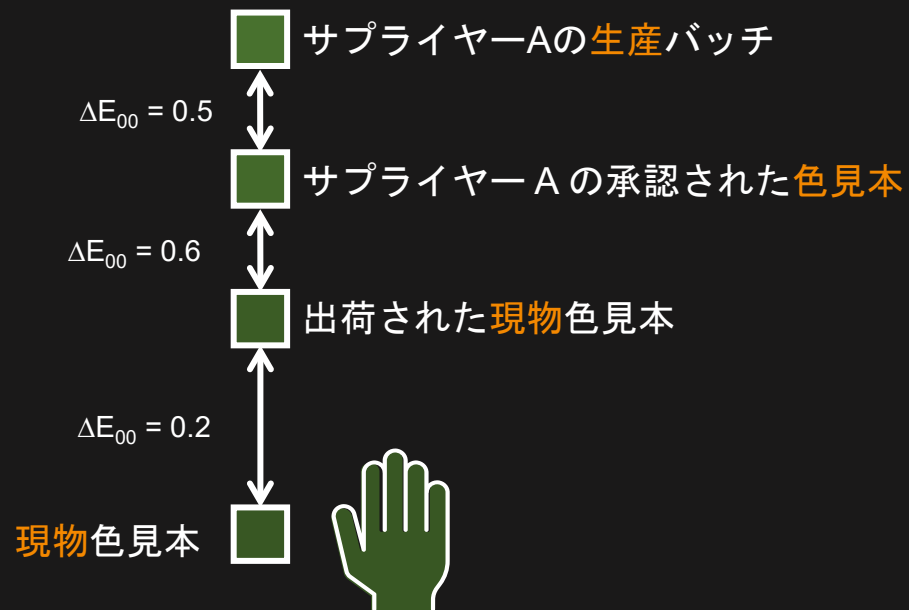 サプライヤーAの生産バッチ
ΔE₀₀ = 0.5
サプライヤー A の承認された色見本
ΔE₀₀ = 0.6
出荷された現物色見本
ΔE₀₀ = 0.2
現物色見本